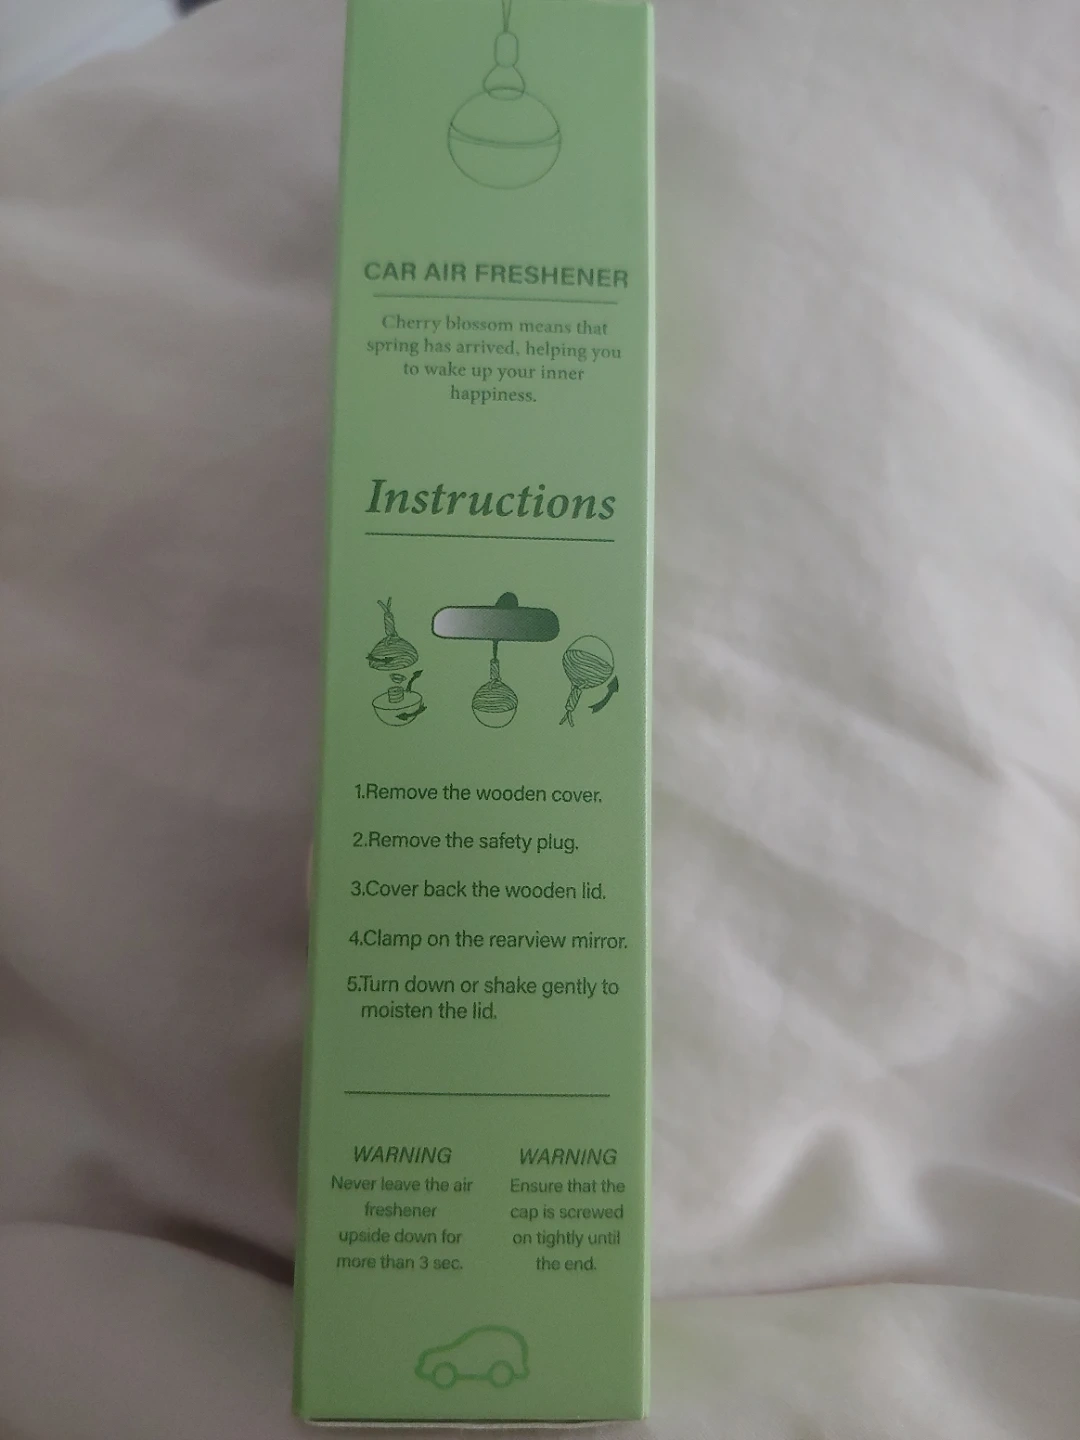 CAR AIR FRESHENER
Cherry blossom means that
spring has arrived, helping you
to wake up your inner
happiness.
Instructions
1.Remove the wooden cover.
2.Remove the safety plug.
3.Cover back the wooden lid.
4.Clamp on the rearview mirror.
5.Turn down or shake gently to
moisten the lid.
WARNING
Never leave the air
freshener
upside down for
more than 3 sec.
WARNING
Ensure that the
cap is screwed
on tightly until
the end.